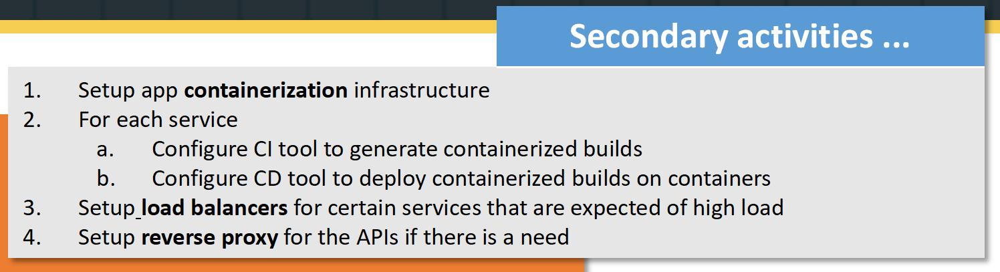 Secondary activities ...
1. Setup app containerization infrastructure
2. For each service
a. Configure CI tool to generate containerized builds
b. Configure CD tool to deploy containerized builds on containers
3. Setup load balancers for certain services that are expected of high load
4. Setup reverse proxy for the APIs if there is a need